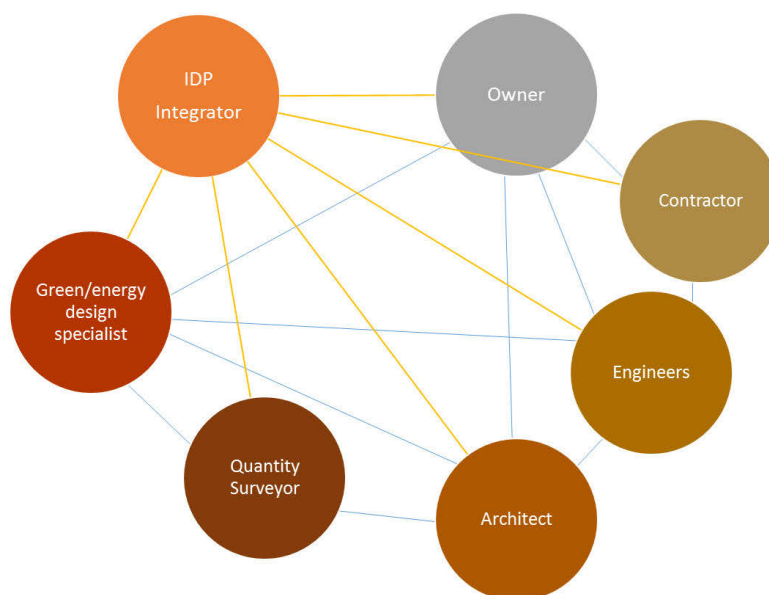 IDP
Integrator
Owner
Contractor
Green/energy
design
specialist
Engineers
Quantity
Surveyor
Architect